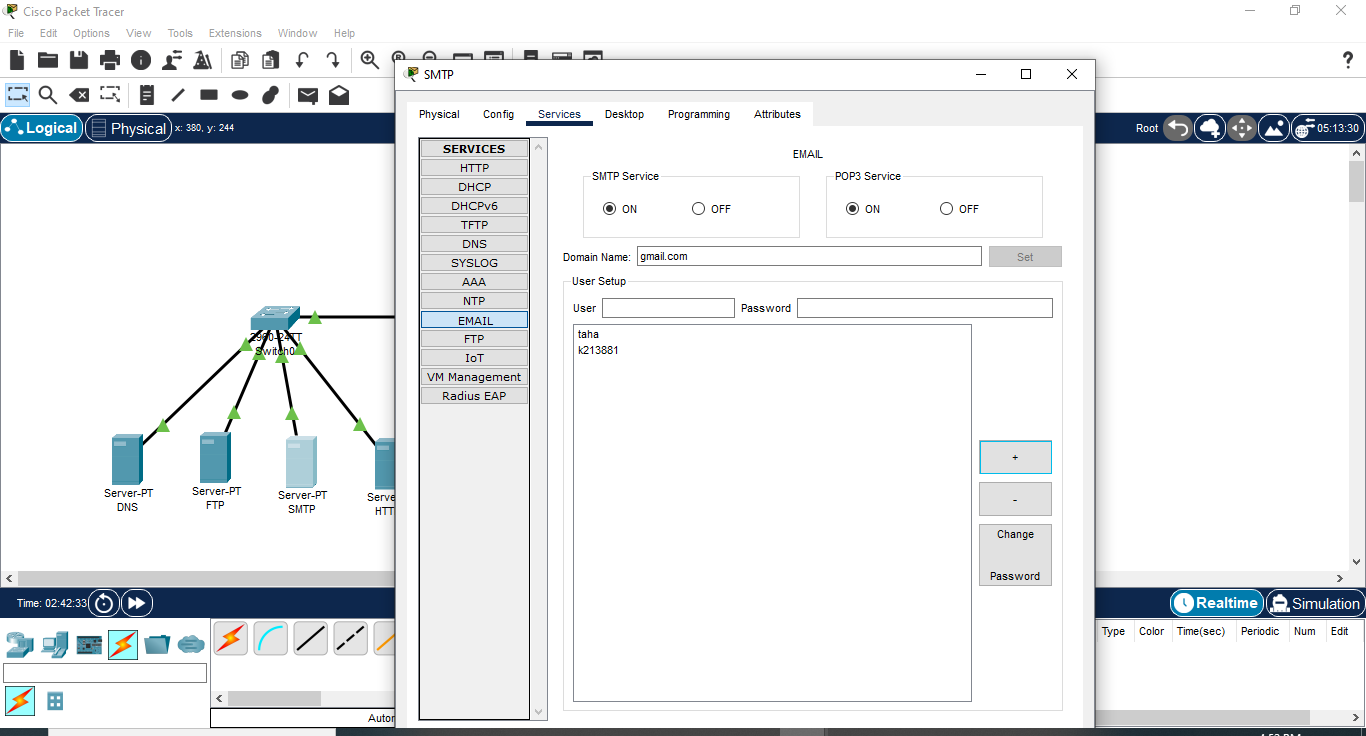 Cisco Packet Tracer
File Edit Options View Tools Extensions Window Help
?
SMTP
Physical Config Services Desktop Programming Attributes
Logical Physical x: 380, y: 244
Root 05:13:30
SERVICES
HTTP
DHCP
DHCPv6
TFTP
DNS
SYSLOG
AAA
NTP
EMAIL
FTP
IoT
VM Management
Radius EAP
EMAIL
SMTP Service
ON OFF
POP3 Service
ON OFF
Domain Name: gmail.com Set
User Setup
User Password
taha
k213881
+
-
Change
Password
2960-24TT
Switch0
Server-PT
DNS
Server-PT
FTP
Server-PT
SMTP
Serve
HTT
Time: 02:42:33
Realtime Simulation
Type Color Time(sec) Periodic Num Edit
Autor